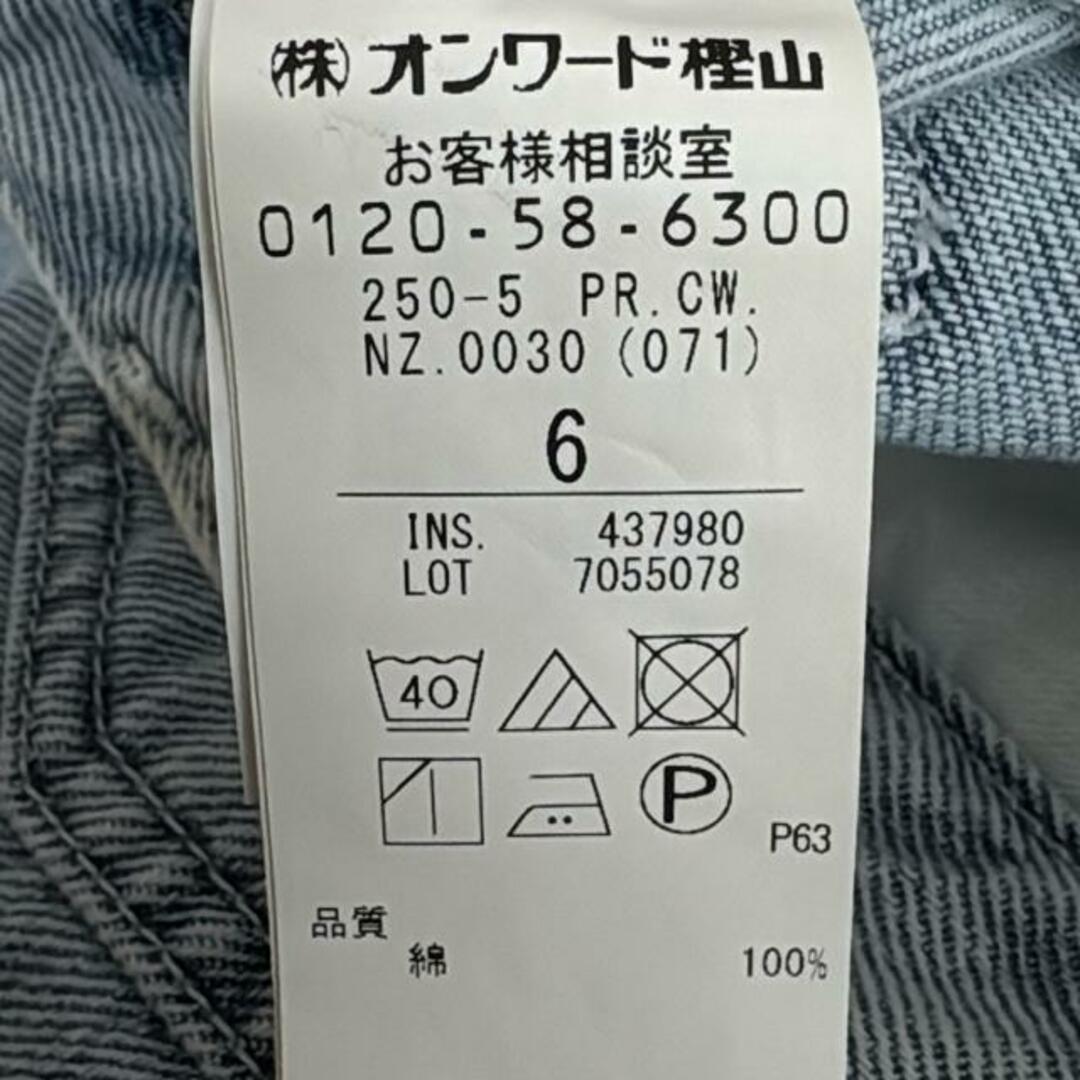 ㈱オンワード樫山
お客様相談室
0120-58-6300
250-5 PR.CW.
NZ.0030(071)
6
INS. 437980
LOT 7055078
40
P
P63
品質
綿 100%